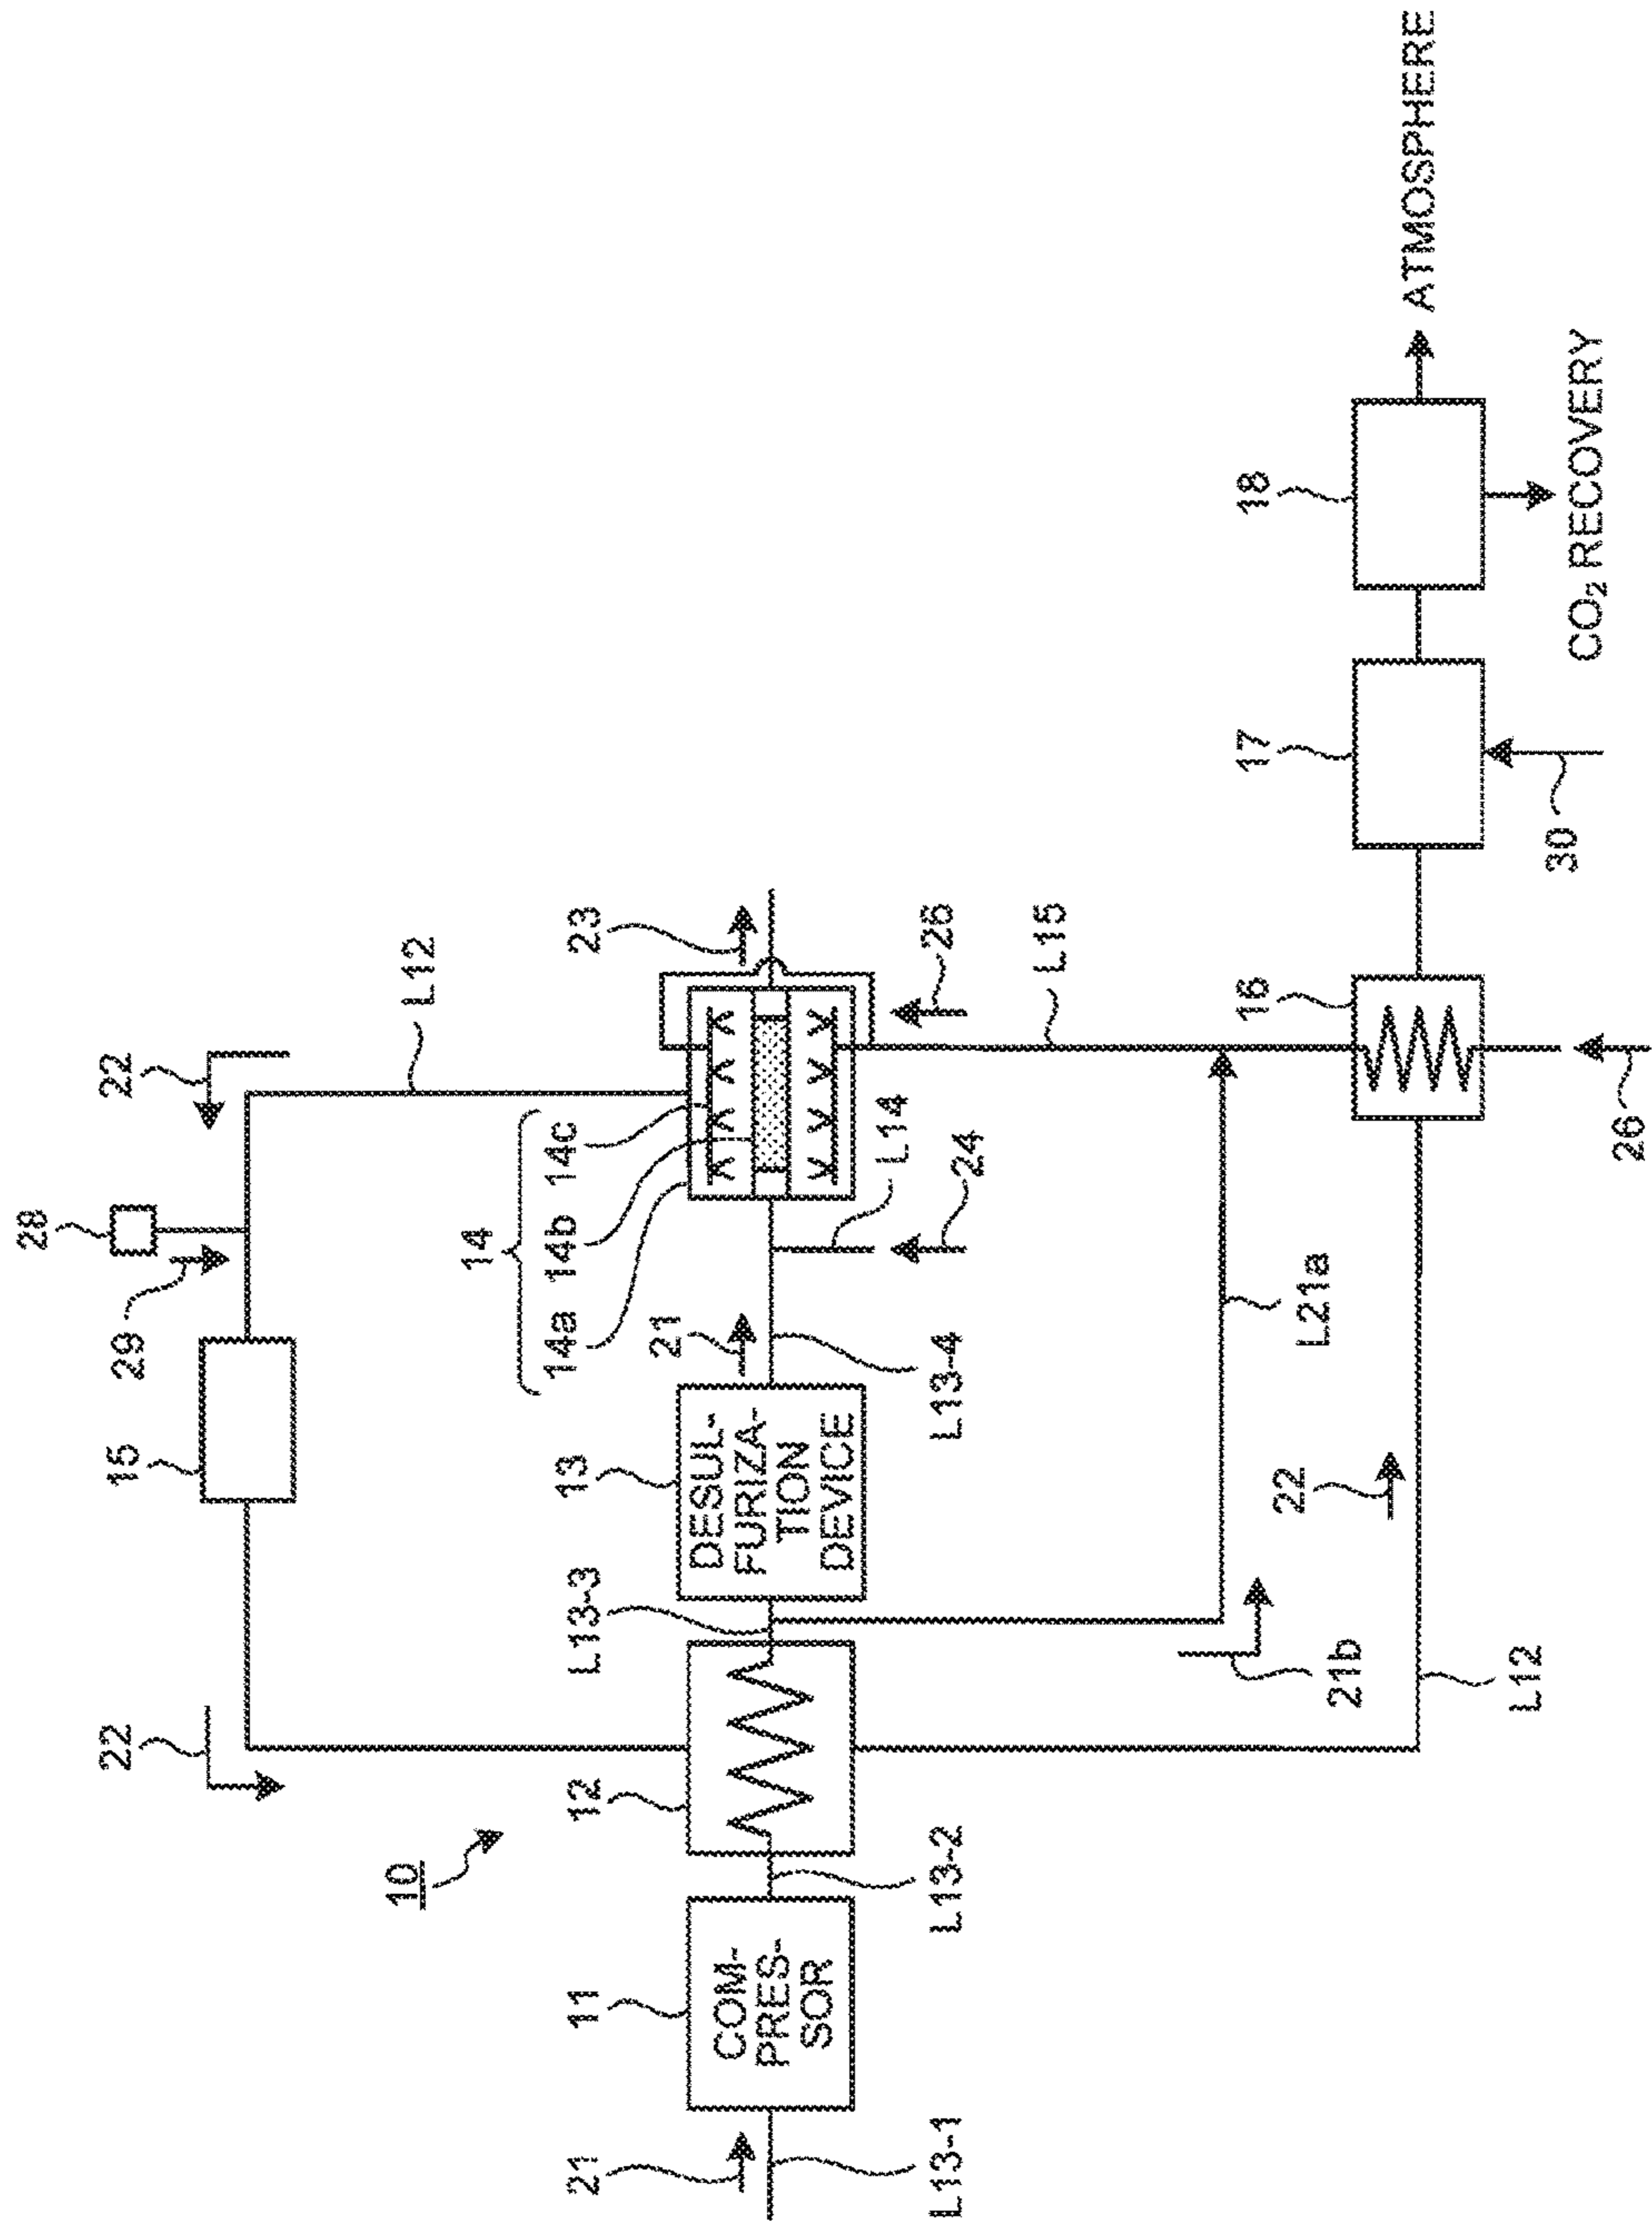 28
22
15
29
22
10
L12
14
14a 14b 14c
21
11
12
L13-3
13
23
21
COM-
PRES-
SOR
DESUL-
FURIZA-
TION
DEVICE
L14
L13-1
L13-2
L13-4
24
26
L15
16
17
18
22
L21a
21b
ATMOSPHERE
L12
30
CO₂ RECOVERY
26